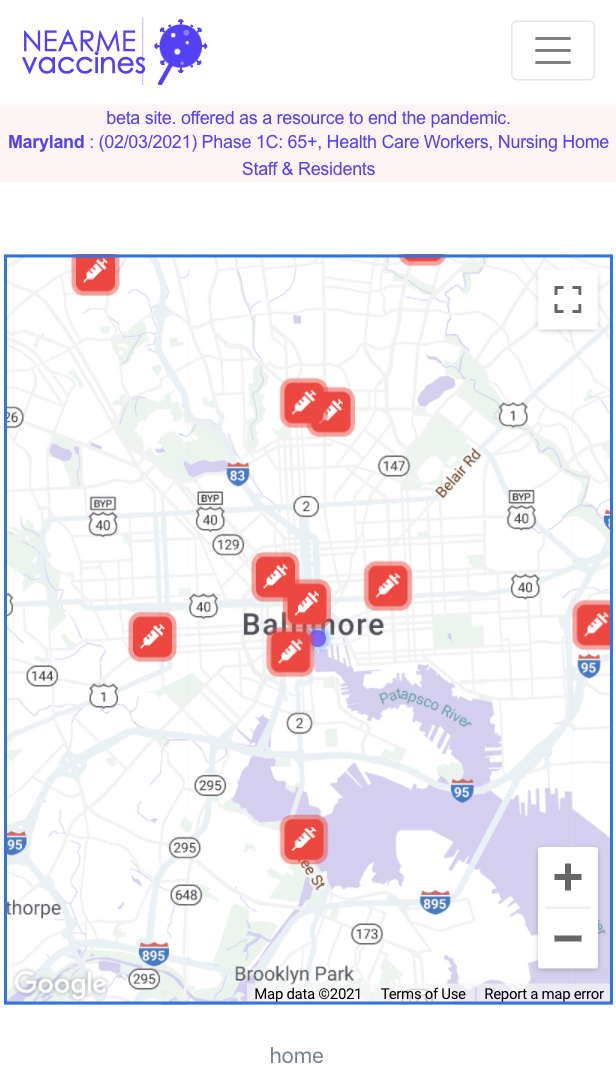 NEARME
vaccines
beta site. offered as a resource to end the pandemic.
Maryland : (02/03/2021) Phase 1C: 65+, Health Care Workers, Nursing Home
Staff & Residents
26
1
83
147
Belair Rd
BYP
40
BYP
40
2
BYP
40
129
40
40
Baltimore
95
144
1
Patapsco River
2
295
95
95
295
ee St
648
thorpe
895
173
895
295
Brooklyn Park
Google
Map data ©2021
Terms of Use
Report a map error
home